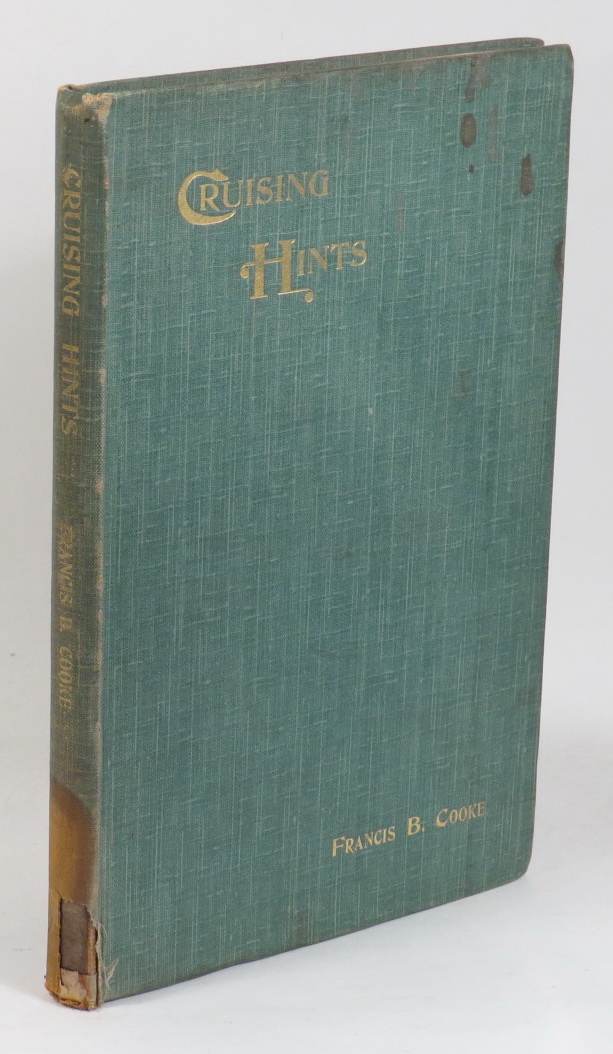 CRUISING
HINTS
FRANCIS B. COOKE
CRUISING HINTS
FRANCIS B. COOKE